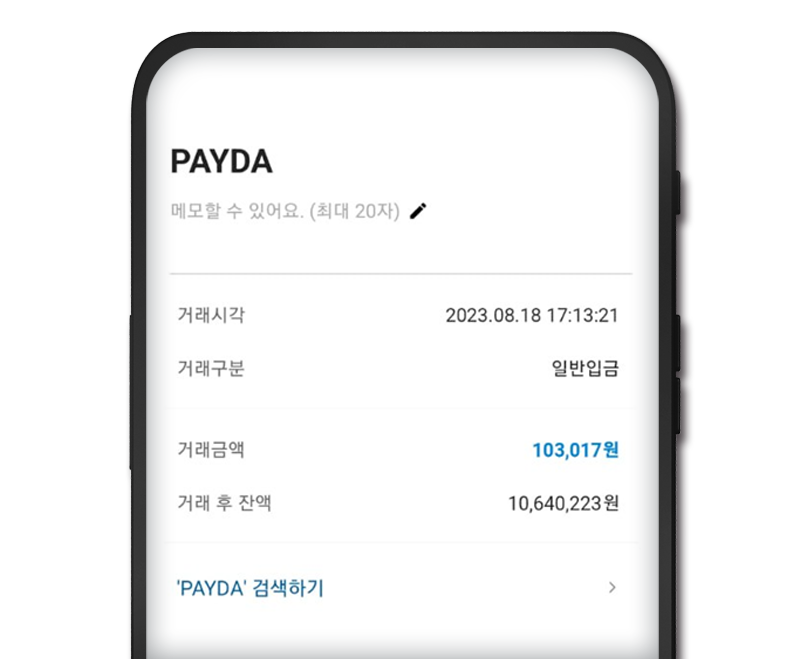 PAYDA
메모할 수 있어요. (최대 20자)
거래시각 2023.08.18 17:13:21
거래구분 일반입금
거래금액 103,017원
거래 후 잔액 10,640,223원
'PAYDA' 검색하기